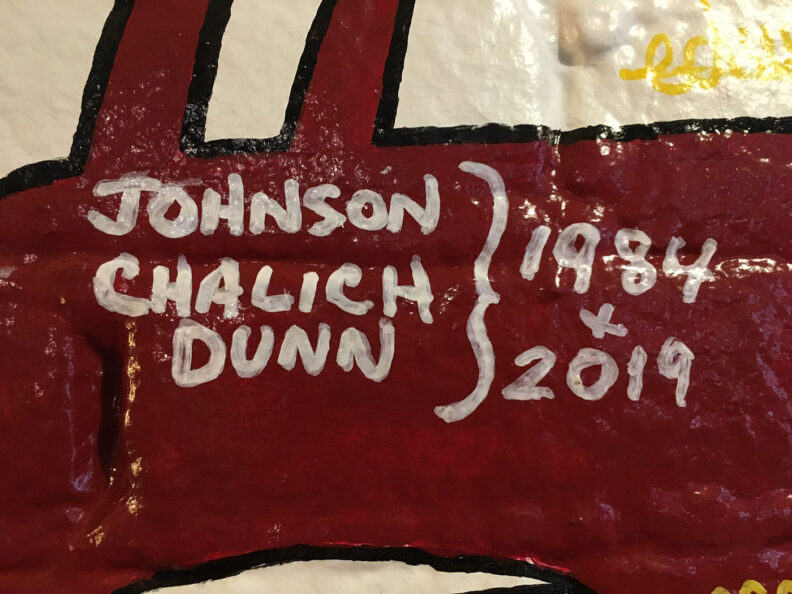 JOHNSON
CHALICH
DUNN
1984
+
2019